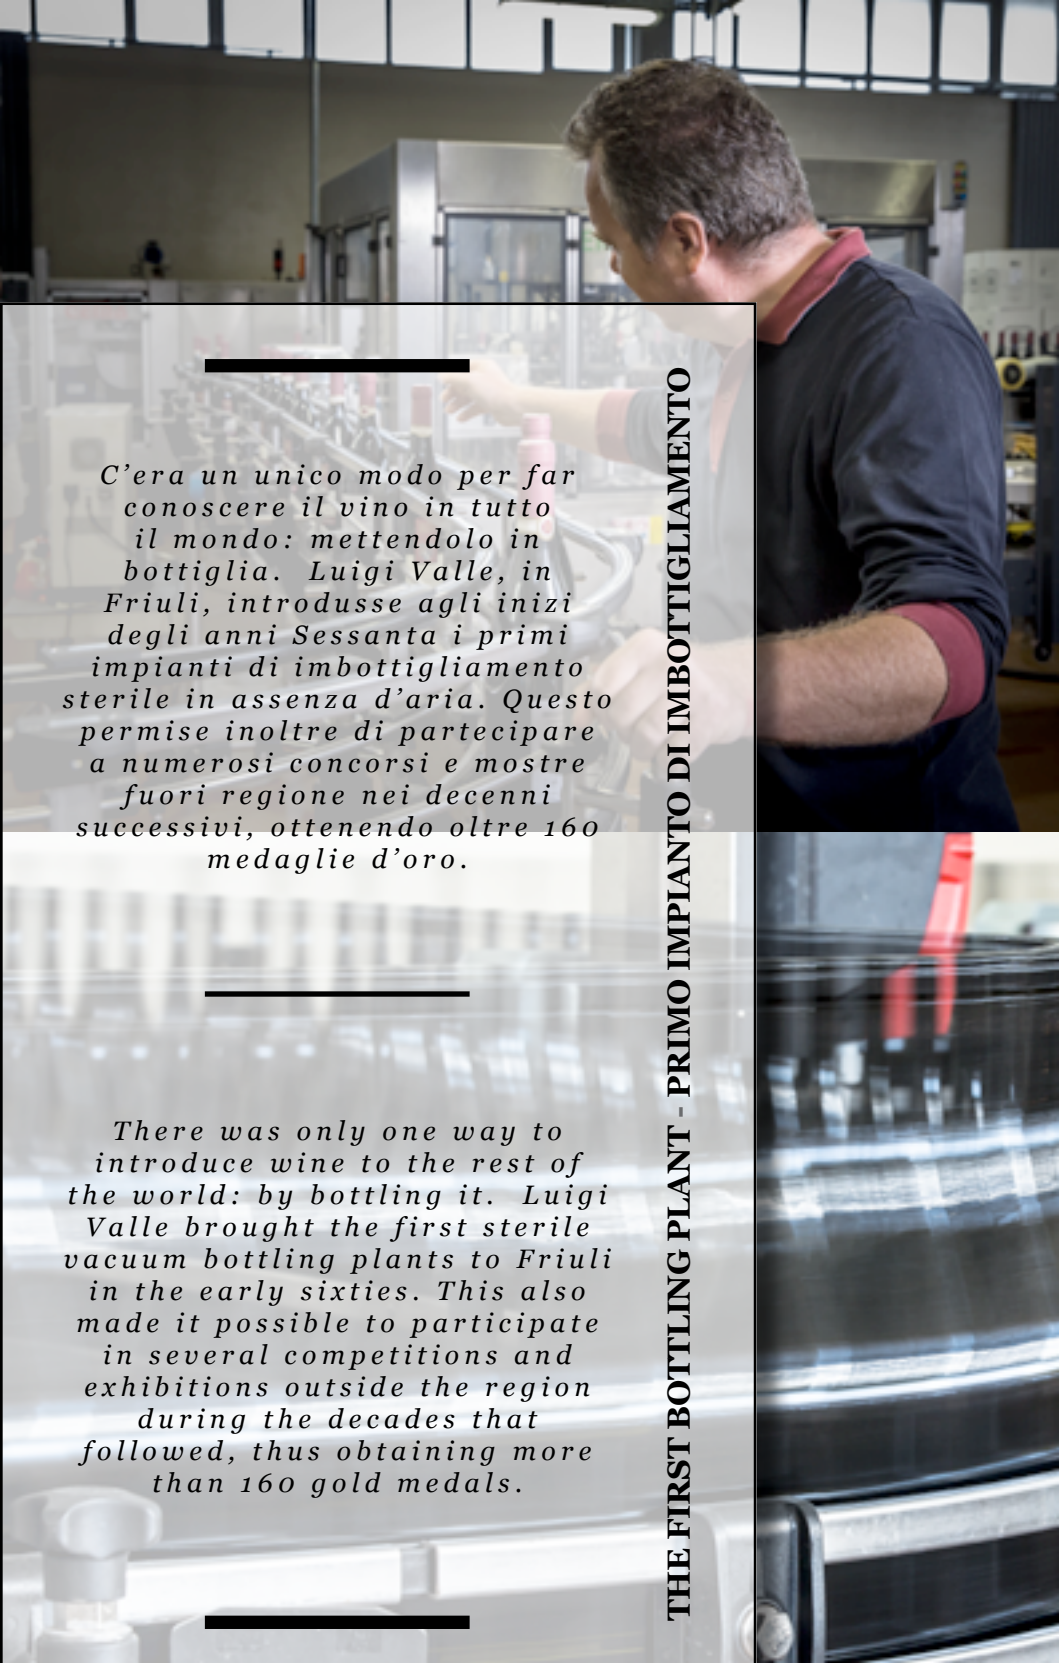 C’era un unico modo per far
conoscere il vino in tutto
il mondo: mettendolo in
bottiglia.  Luigi Valle, in
Friuli, introdusse agli inizi
degli anni Sessanta i primi
impianti di imbottigliamento
sterile in assenza d’aria. Questo
permise inoltre di partecipare
a numerosi concorsi e mostre
fuori regione nei decenni
successivi, ottenendo oltre 160
medaglie d’oro.
There was only one way to
introduce wine to the rest of
the world: by bottling it.  Luigi
Valle brought the first sterile
vacuum bottling plants to Friuli
in the early sixties. This also
made it possible to participate
in several competitions and
exhibitions outside the region
during the decades that
followed, thus obtaining more
than 160 gold medals.
THE FIRST BOTTLING PLANT - PRIMO IMPIANTO DI IMBOTTIGLIAMENTO